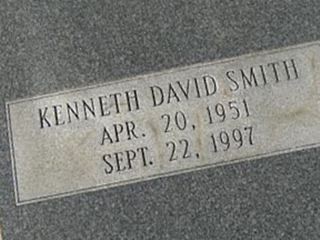 KENNETH DAVID SMITH
APR. 20, 1951
SEPT. 22, 1997